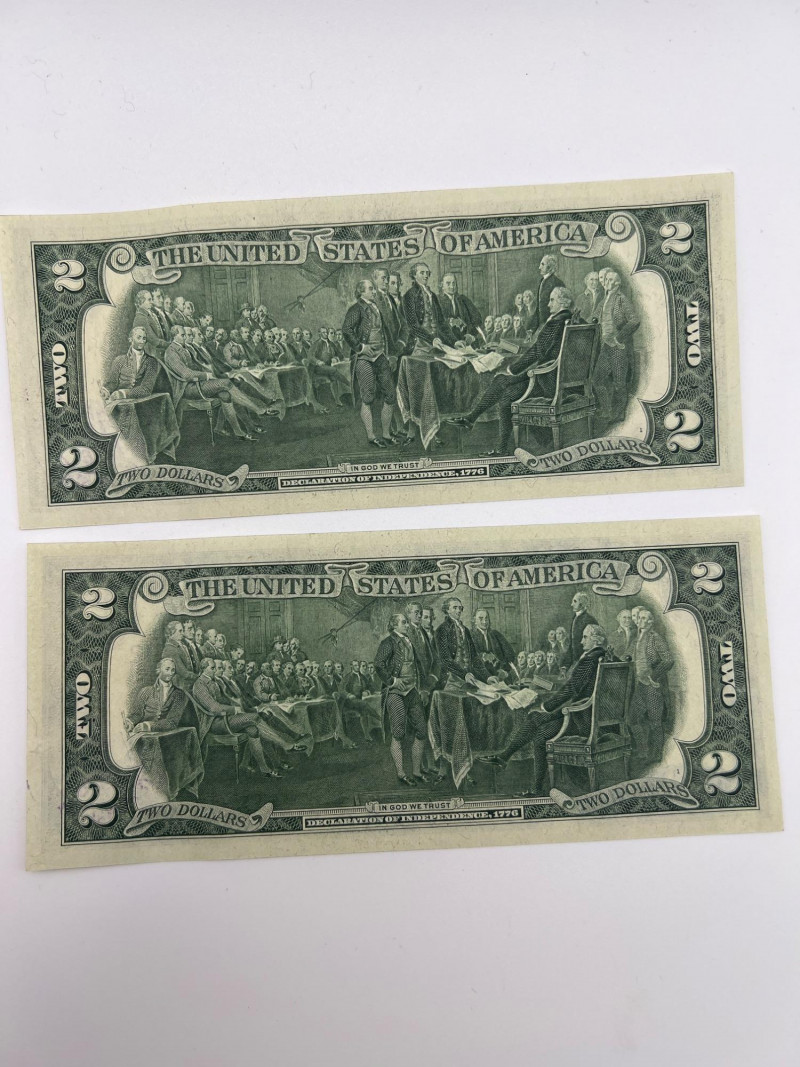 THE UNITED STATES OF AMERICA
2 2
TWO TWO
2 2
TWO DOLLARS IN GOD WE TRUST TWO DOLLARS
DECLARATION OF INDEPENDENCE, 1776
THE UNITED STATES OF AMERICA
2 2
TWO TWO
2 2
TWO DOLLARS IN GOD WE TRUST TWO DOLLARS
DECLARATION OF INDEPENDENCE, 1776